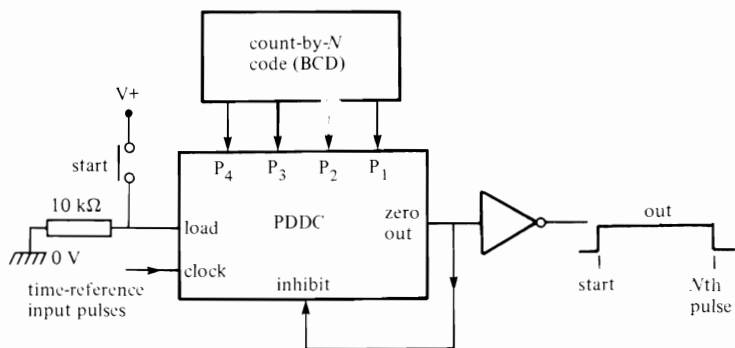 count-by-N
code (BCD)
V+
start
P4 P3 P2 P1
10 kΩ
load
PDDC
zero
out
out
0 V
clock
inhibit
time-reference
input pulses
start
Nth
pulse